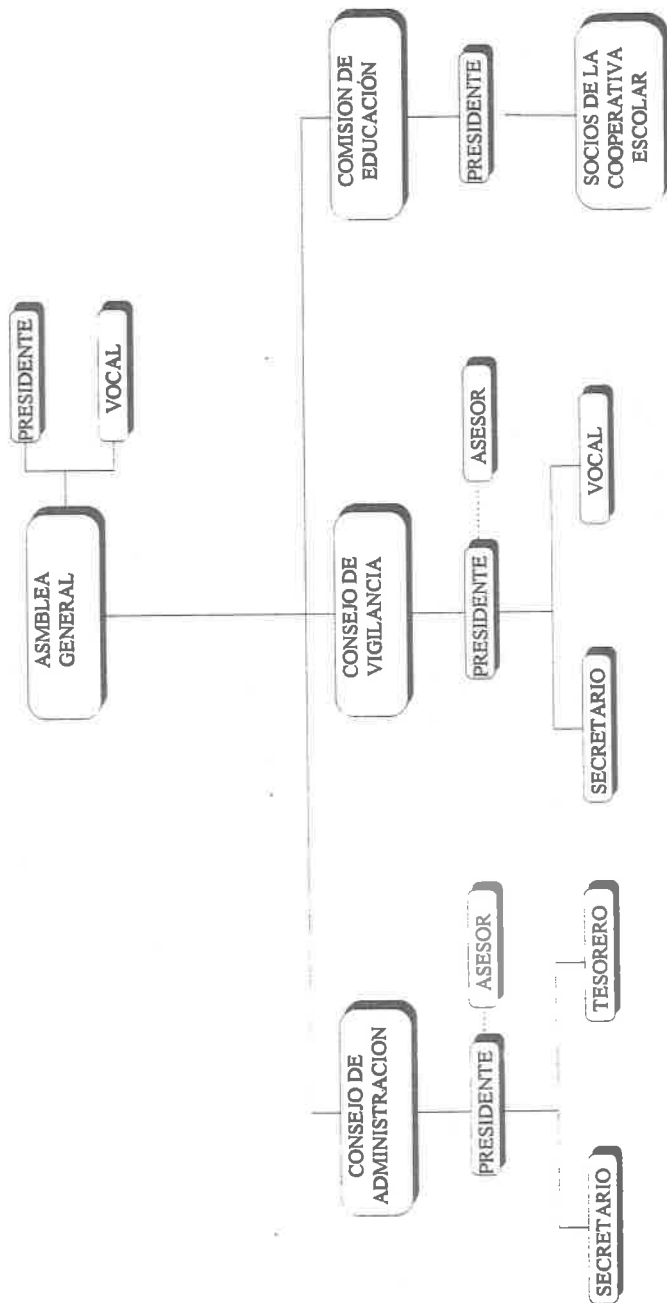 ASMBLEA
GENERAL
PRESIDENTE
VOCAL
CONSEJO DE
ADMINISTRACION
PRESIDENTE
ASESOR
SECRETARIO
TESORERO
CONSEJO DE
VIGILANCIA
PRESIDENTE
ASESOR
SECRETARIO
VOCAL
COMISION DE
EDUCACIÓN
PRESIDENTE
SOCIOS DE LA
COOPERATIVA
ESCOLAR